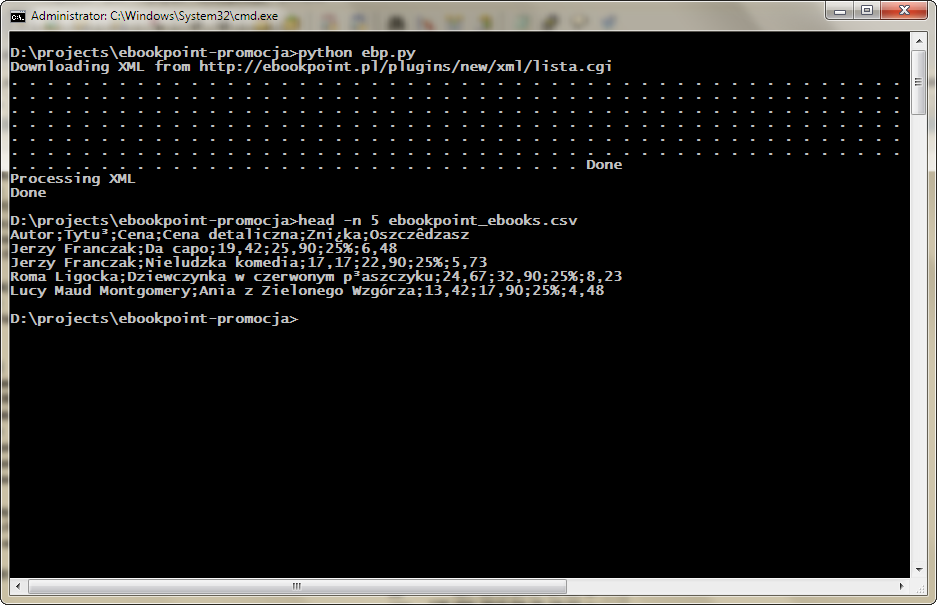 Administrator: C:\Windows\System32\cmd.exe
D:\projects\ebookpoint-promocja>python ebp.py
Downloading XML from http://ebookpoint.pl/plugins/new/xml/lista.cgi
. . . . . . . . . . . . . . . . . . . . . . . . . . . . . . . . . . . . . . . . . . . . . . . . . .
. . . . . . . . . . . . . . . . . . . . . . . . . . . . . . . . . . . . . . . . . . . . . . . . . .
. . . . . . . . . . . . . . . . . . . . . . . . . . . . . . . . . . . . . . . . . . . . . . . . . .
. . . . . . . . . . . . . . . . . . . . . . . . . . . . . . . . . . . . . . . . . . . . . . . . . .
. . . . . . . . . . . . . . . . . . . . . . . . . . . . . . . . . . . . . . . . . . . . . . . . . .
. . . . . . . . . . . . . . . . . . . . . . . . . . . . . . . . . . . . . . . . . . . . . . . . . .
. . . . . . . . . . . . . . . . . . . . . . . . . . . . . . . . Done
Processing XML
Done
D:\projects\ebookpoint-promocja>head -n 5 ebookpoint_ebooks.csv
Autor;Tytu³;Cena;Cena detaliczna;Zni¿ka;Oszczêdzasz
Jerzy Franczak;Da capo;19,42;25,90;25%;6,48
Jerzy Franczak;Nieludzka komedia;17,17;22,90;25%;5,73
Roma Ligocka;Dziewczynka w czerwonym p³aszczyku;24,67;32,90;25%;8,23
Lucy Maud Montgomery;Ania z Zielonego Wzgórza;13,42;17,90;25%;4,48
D:\projects\ebookpoint-promocja>